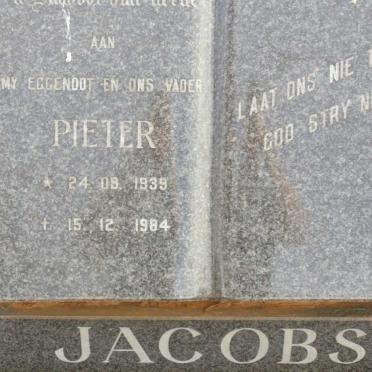 AAN
MY EGGENOOT EN ONS VADER
PIETER
* 24. 08. 1939
† 15. 12. 1984
LAAT ONS NIE
GOD STRY
JACOBS